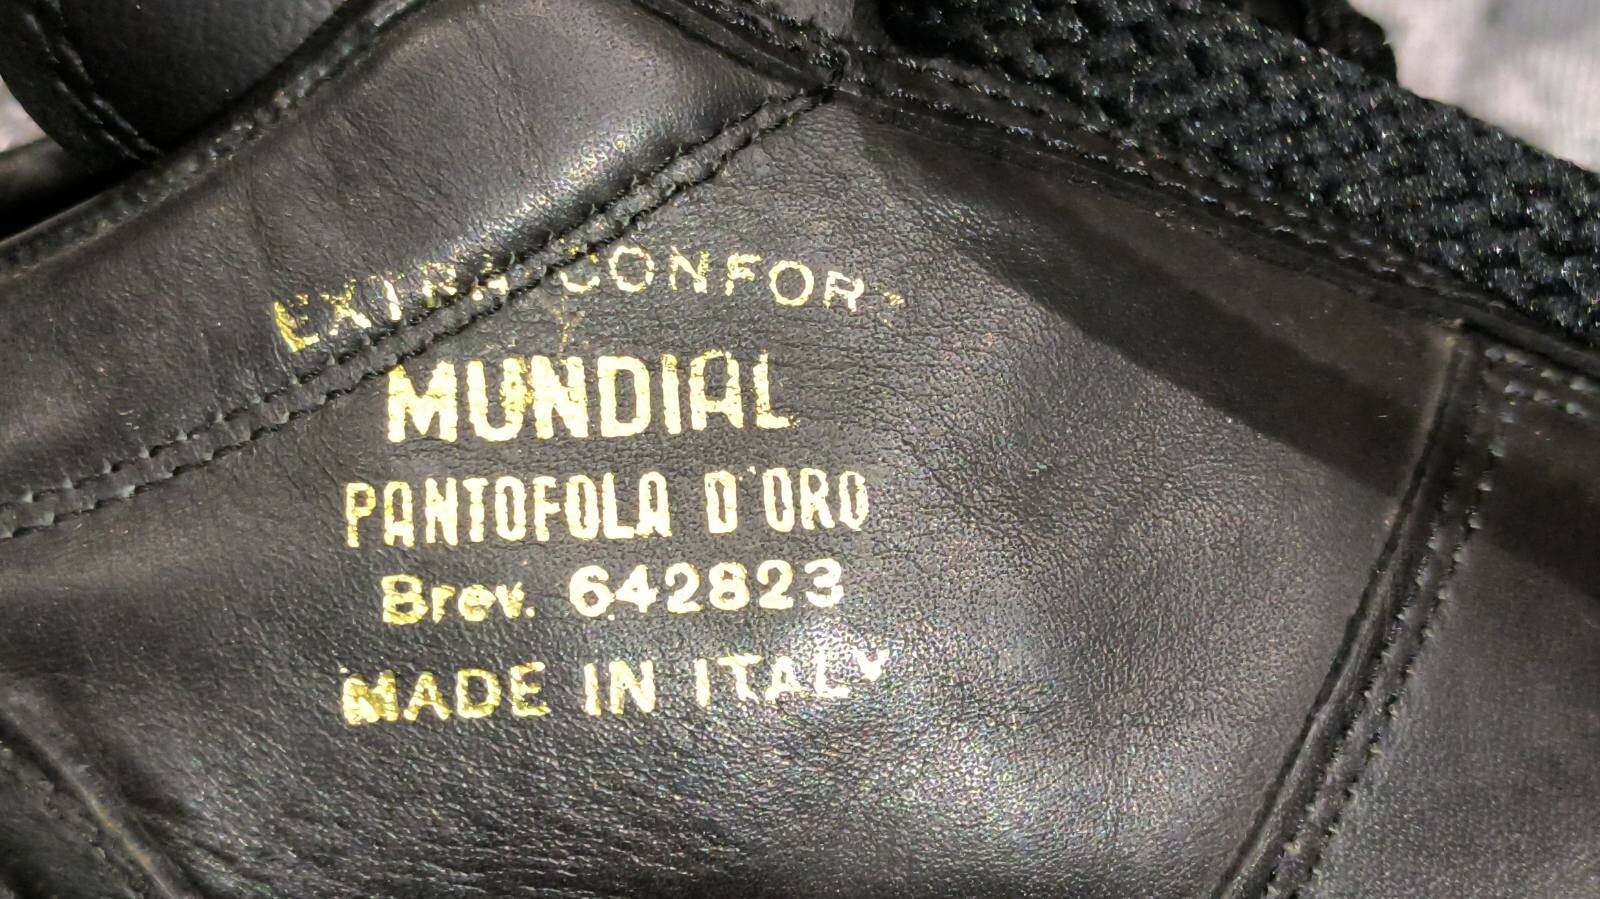 EXTRA CONFORT
MUNDIAL
PANTOFOLA D'ORO
Brev. 642823
MADE IN ITALY